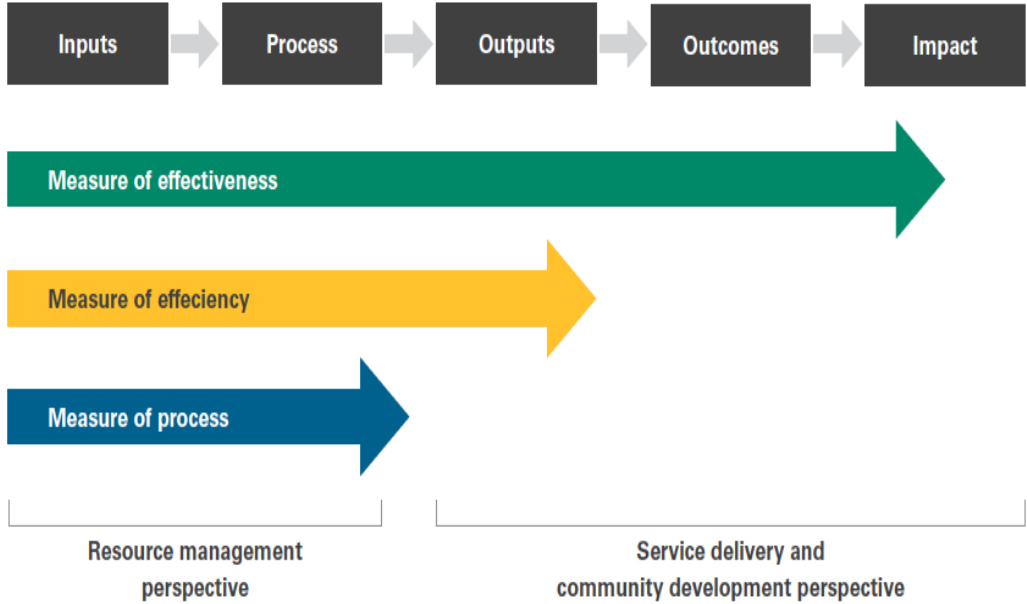 Inputs
Process
Outputs
Outcomes
Impact
Measure of effectiveness
Measure of effeciency
Measure of process
Resource management
perspective
Service delivery and
community development perspective